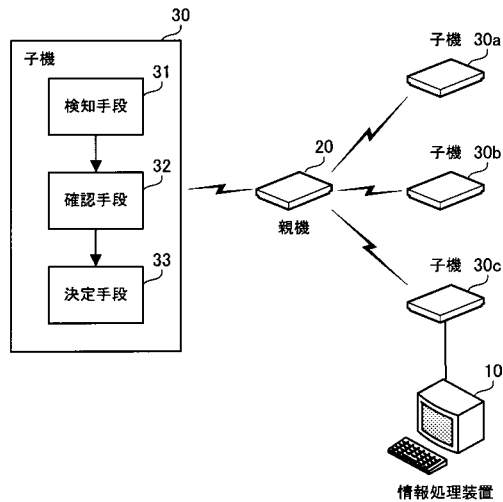 30
子機
31
検知手段
32
確認手段
33
決定手段
20
親機
子機 30a
子機 30b
子機 30c
10
情報処理装置